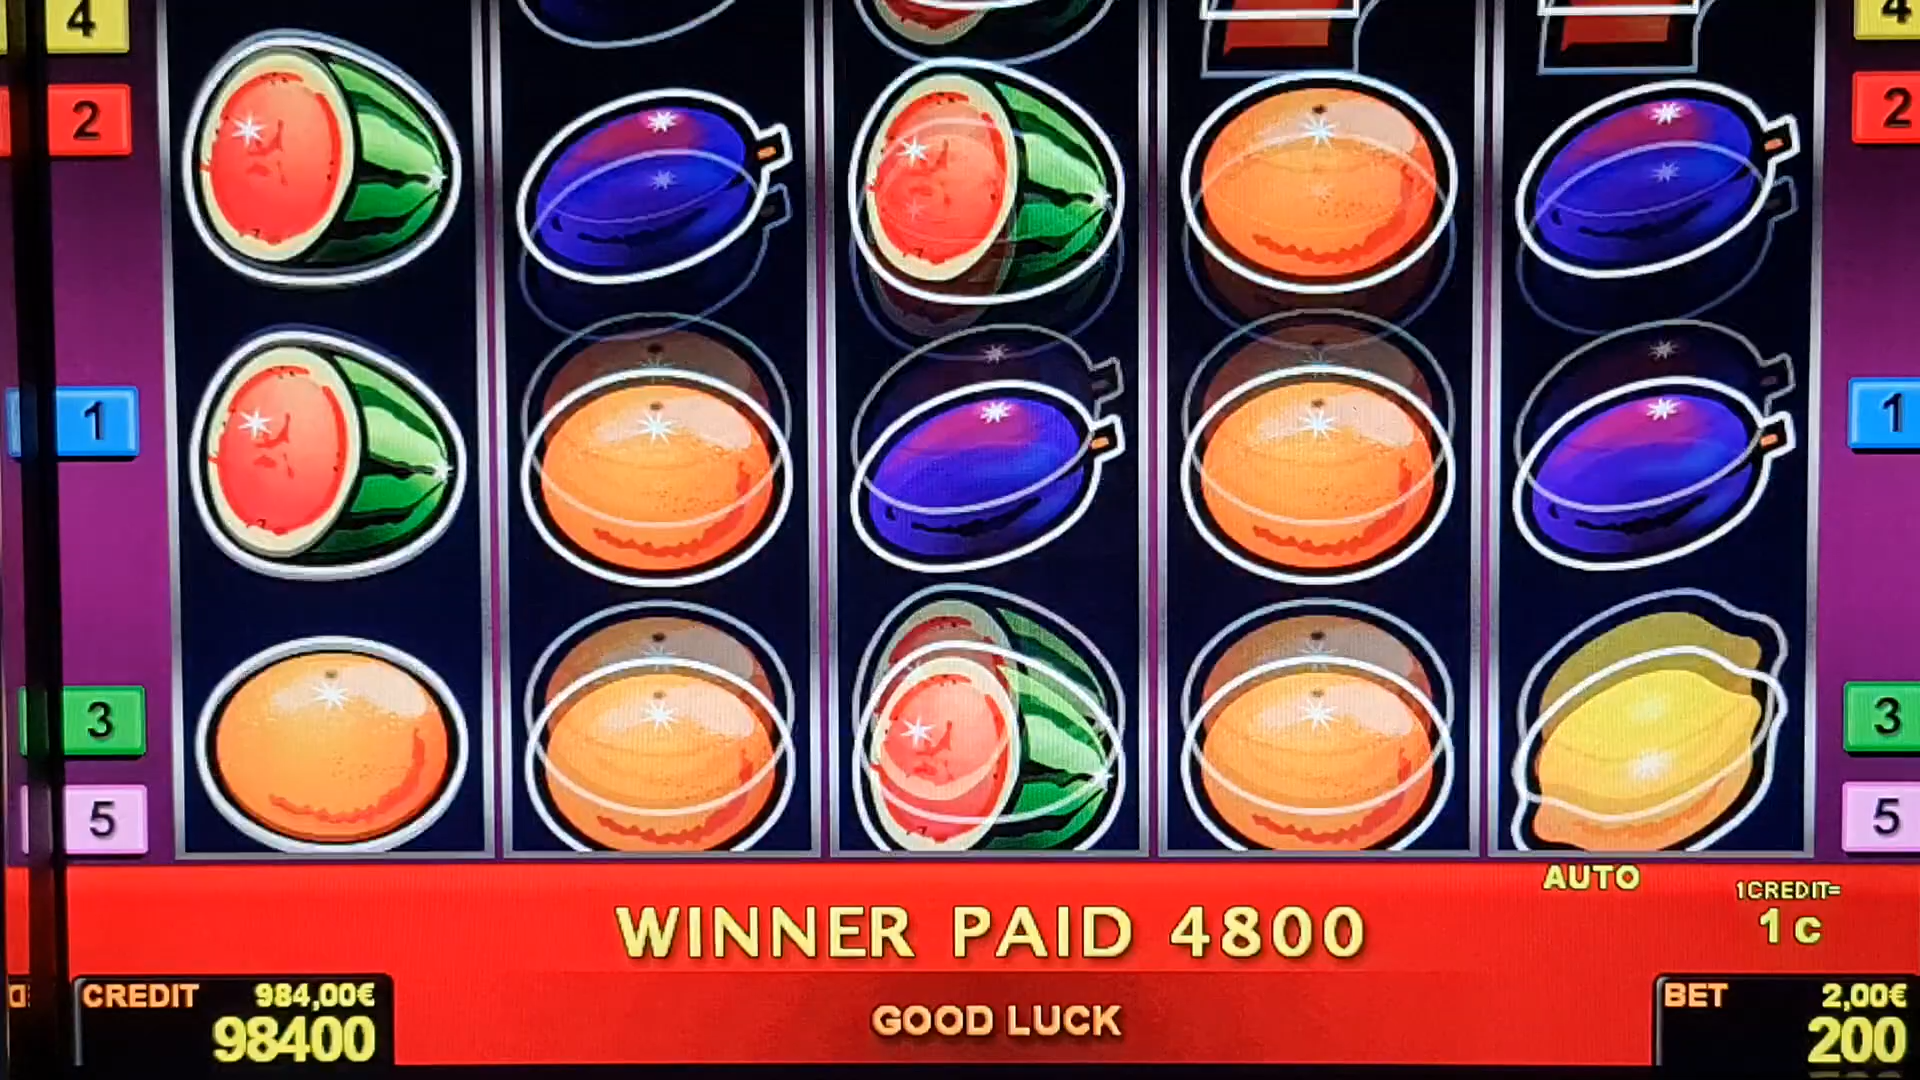 4
4
2
2
1
1
3
3
5
5
AUTO
WINNER PAID 4800
1CREDIT=
1 c
CREDIT 984,00€
98400
GOOD LUCK
BET 2,00€
200